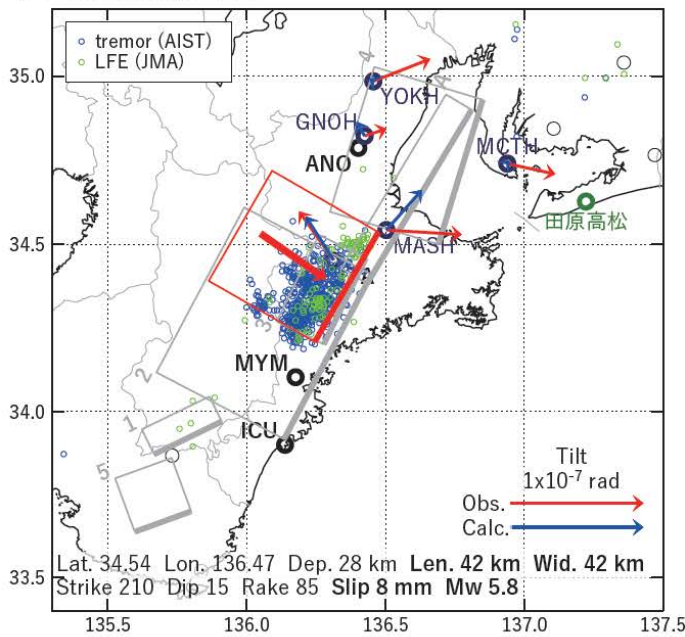 tremor (AIST)
LFE (JMA)
35.0
34.5
34.0
33.5
4
YOKH
GNOH
ANO
MCTH
田原高松
MASH
3
MYM
2
1
ICU
5
Tilt
1x10⁻⁷ rad
Obs.
Calc.
Lat. 34.54 Lon. 136.47 Dep. 28 km Len. 42 km Wid. 42 km
Strike 210 Dip 15 Rake 85 Slip 8 mm Mw 5.8
135.5 136.0 136.5 137.0 137.5